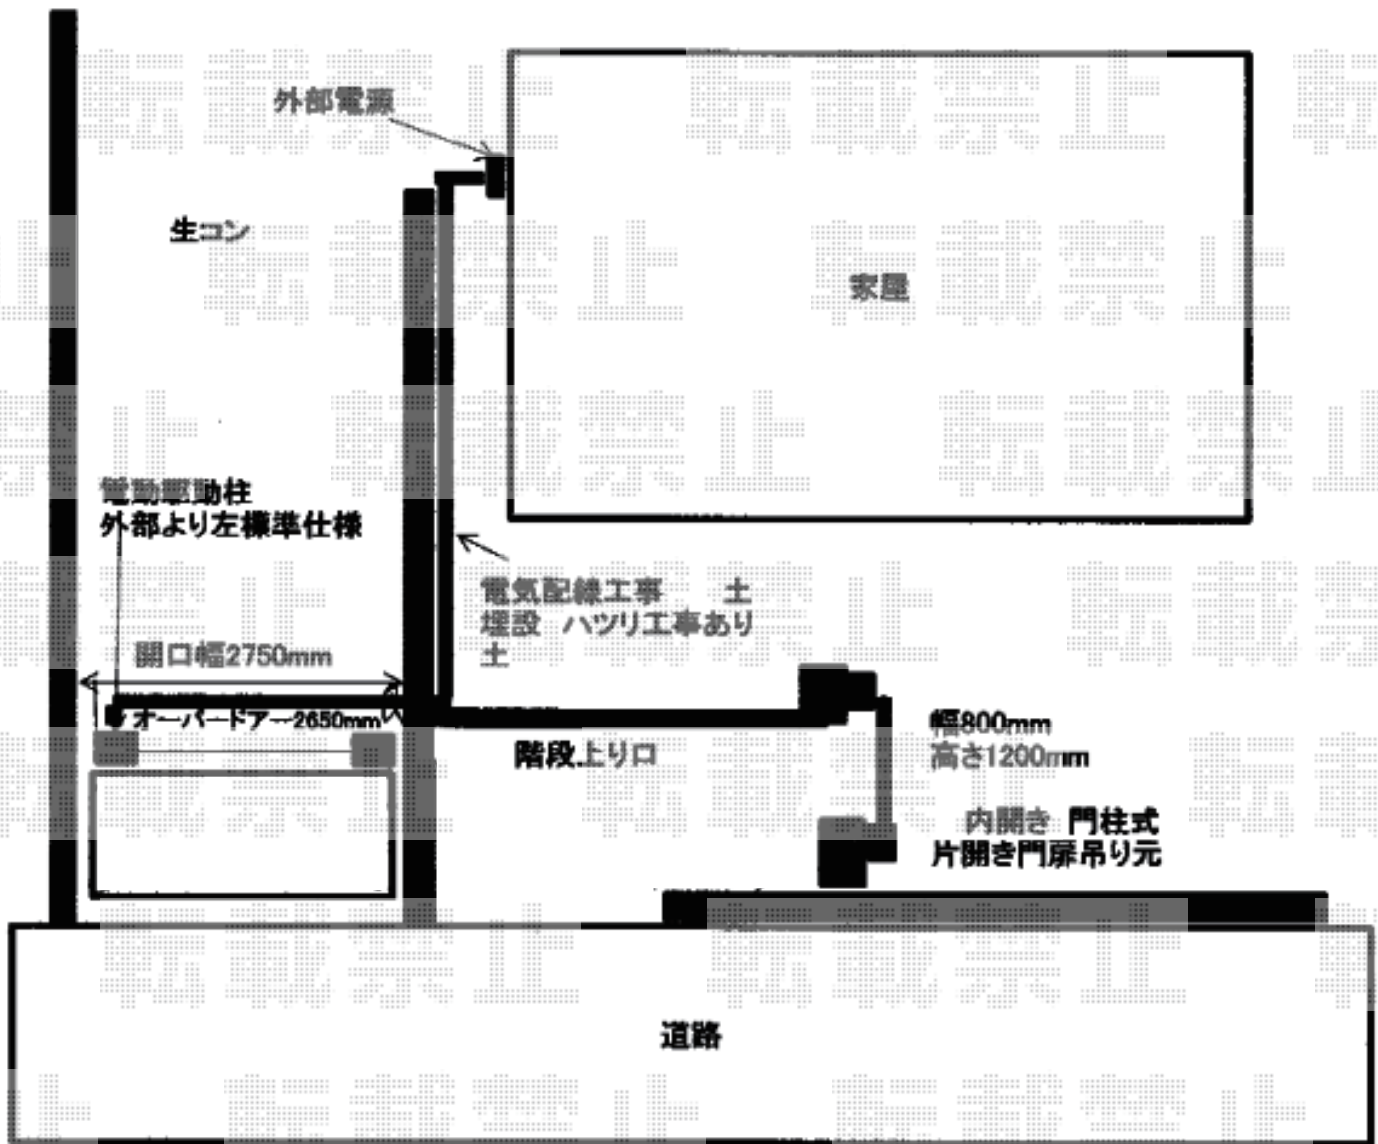 外部電源
生コン
家屋
電動駆動柱
外部より左標準仕様
電気配線工事 土
埋設 ハツリ工事あり
土
開口幅2750mm
オーバードアー2650mm
階段上り口
幅800mm
高さ1200mm
内開き 門柱式
片開き門扉吊り元
道路
転載禁止